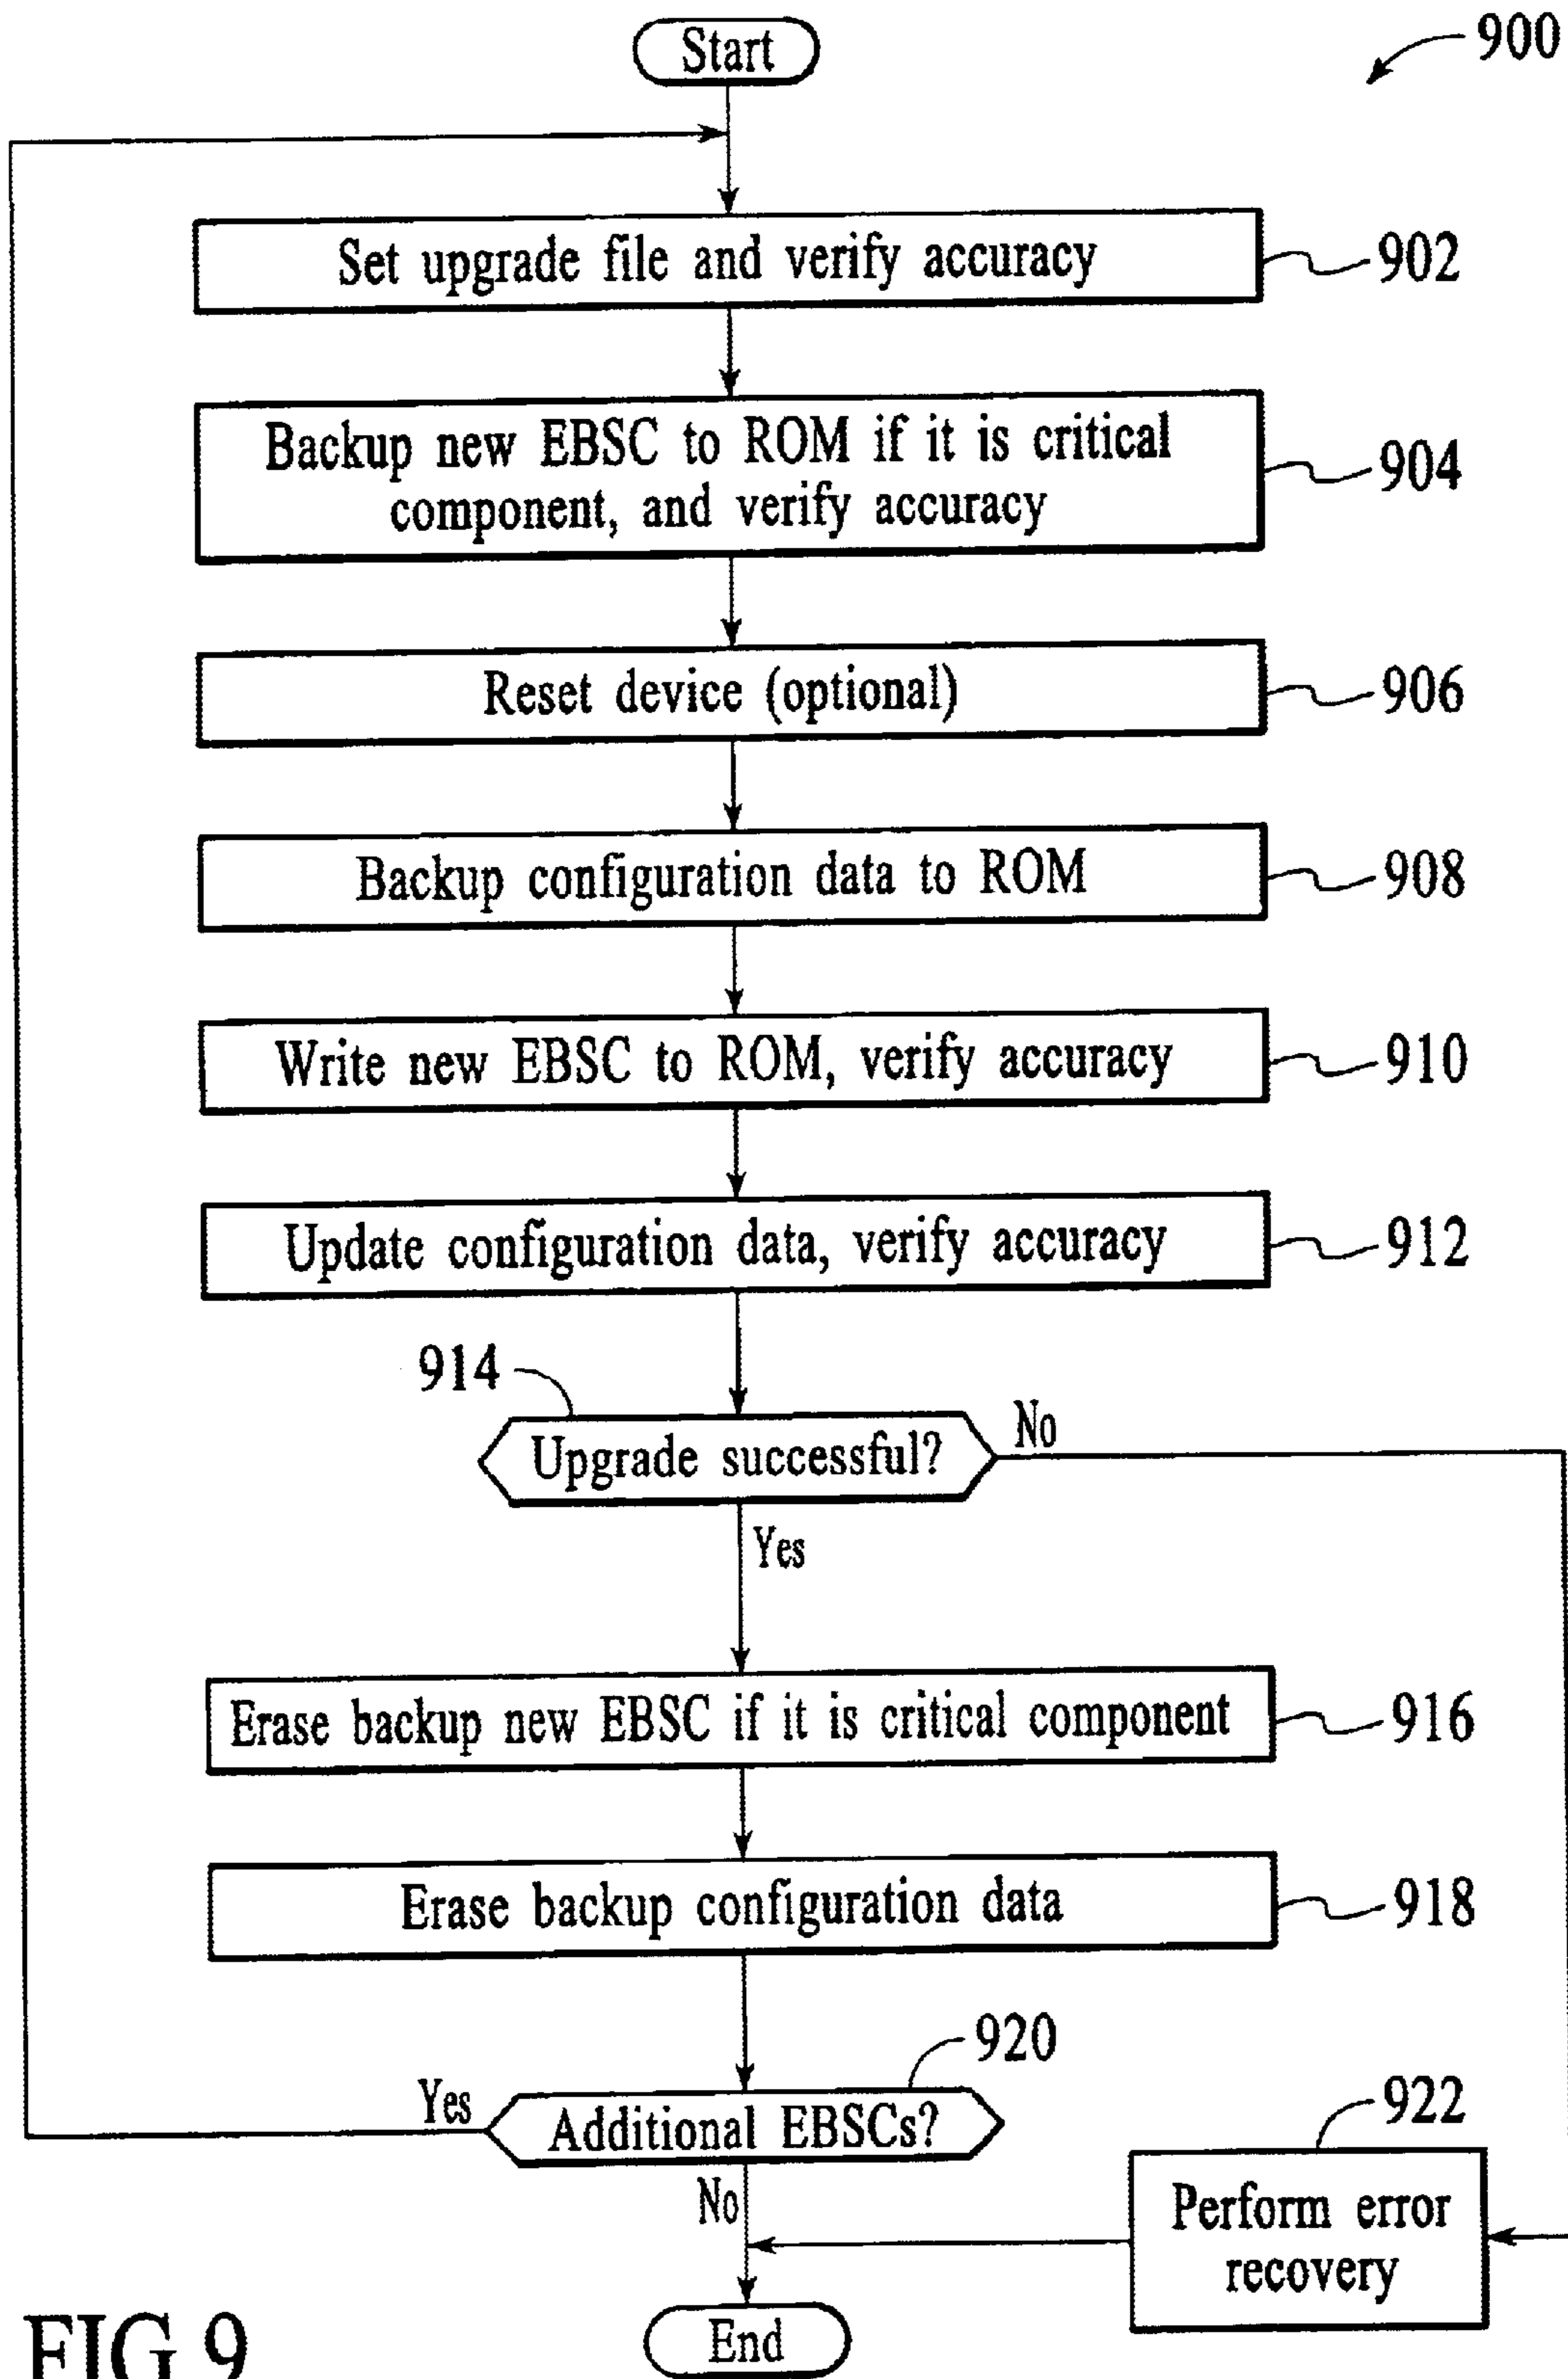 Start
900
Set upgrade file and verify accuracy
902
Backup new EBSC to ROM if it is critical
component, and verify accuracy
904
Reset device (optional)
906
Backup configuration data to ROM
908
Write new EBSC to ROM, verify accuracy
910
Update configuration data, verify accuracy
912
914
Upgrade successful?
No
Yes
Erase backup new EBSC if it is critical component
916
Erase backup configuration data
918
920
Yes
Additional EBSCs?
922
No
Perform error
recovery
End
FIG.9